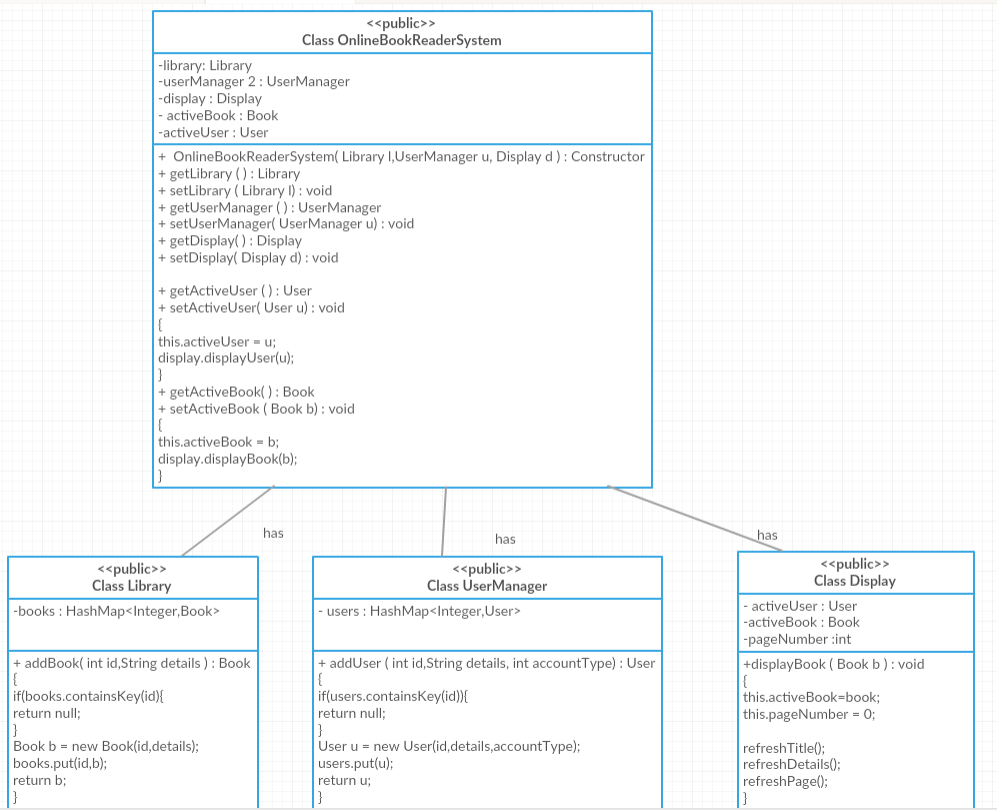 <<public>>
Class OnlineBookReaderSystem
-library: Library
-userManager 2 : UserManager
-display : Display
- activeBook : Book
-activeUser : User
+ OnlineBookReaderSystem( Library l,UserManager u, Display d ) : Constructor
+ getLibrary ( ) : Library
+ setLibrary ( Library l) : void
+ getUserManager ( ) : UserManager
+ setUserManager( UserManager u) : void
+ getDisplay( ) : Display
+ setDisplay( Display d) : void
+ getActiveUser ( ) : User
+ setActiveUser( User u) : void
{
this.activeUser = u;
display.displayUser(u);
}
+ getActiveBook( ) : Book
+ setActiveBook ( Book b) : void
{
this.activeBook = b;
display.displayBook(b);
}
has
has
has
<<public>>
Class Library
-books : HashMap<Integer,Book>
+ addBook( int id,String details ) : Book
{
if(books.containsKey(id){
return null;
}
Book b = new Book(id,details);
books.put(id,b);
return b;
}
<<public>>
Class UserManager
- users : HashMap<Integer,User>
+ addUser ( int id,String details, int accountType) : User
{
if(users.containsKey(id)){
return null;
}
User u = new User(id,details,accountType);
users.put(u);
return u;
}
<<public>>
Class Display
- activeUser : User
-activeBook : Book
-pageNumber :int
+displayBook ( Book b ) : void
{
this.activeBook=book;
this.pageNumber = 0;
refreshTitle();
refreshDetails();
refreshPage();
}